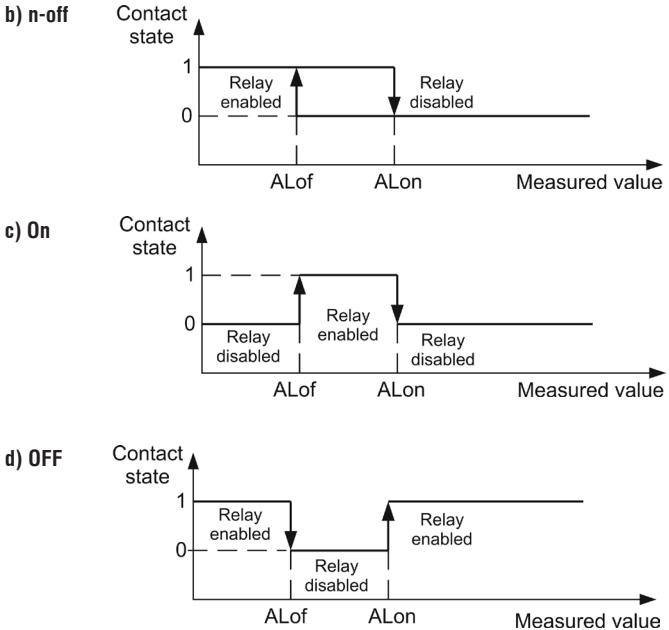 b) n-off
Contact
state
1
Relay
enabled
Relay
disabled
0
ALof
ALon
Measured value
c) On
Contact
state
1
0
Relay
disabled
Relay
enabled
Relay
disabled
ALof
ALon
Measured value
d) OFF
Contact
state
1
Relay
enabled
Relay
enabled
0
Relay
disabled
ALof
ALon
Measured value